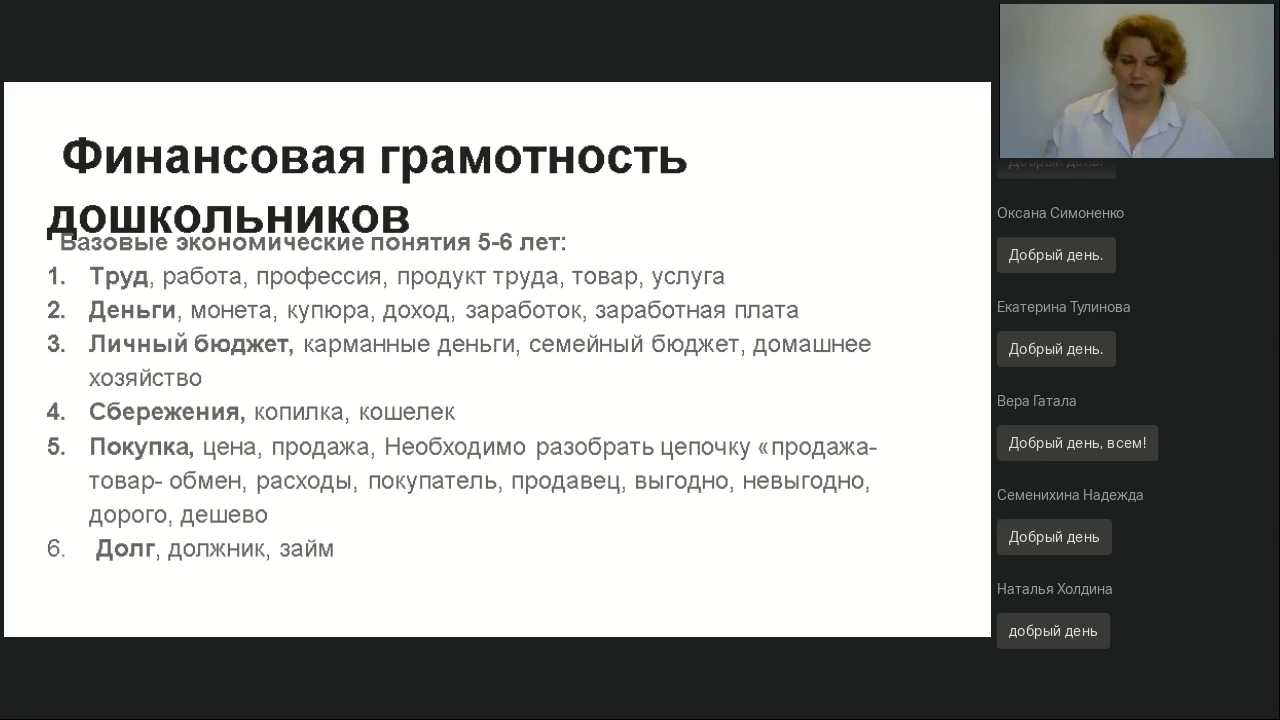 Финансовая грамотность
дошкольников
Базовые экономические понятия 5-6 лет:
1. Труд, работа, профессия, продукт труда, товар, услуга
2. Деньги, монета, купюра, доход, заработок, заработная плата
3. Личный бюджет, карманные деньги, семейный бюджет, домашнее
хозяйство
4. Сбережения, копилка, кошелек
5. Покупка, цена, продажа, Необходимо разобрать цепочку «продажа-
товар- обмен, расходы, покупатель, продавец, выгодно, невыгодно,
дорого, дешево
6. Долг, должник, займ
Добрый день.
Оксана Симоненко
Добрый день.
Екатерина Тулинова
Добрый день.
Вера Гатала
Добрый день, всем!
Семенихина Надежда
Добрый день
Наталья Холдина
добрый день